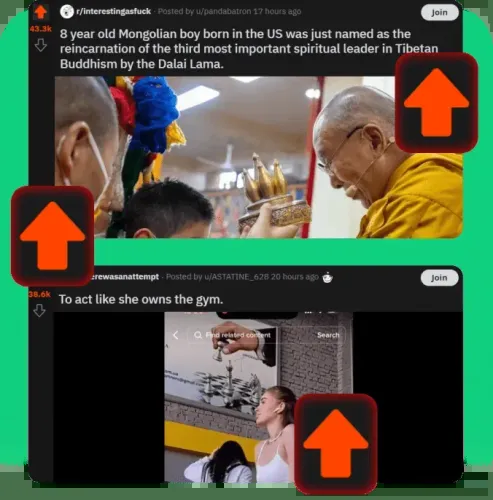 r/interestingasfuck · Posted by u/pandabatron 17 hours ago
Join
43.3k
8 year old Mongolian boy born in the US was just named as the
reincarnation of the third most important spiritual leader in Tibetan
Buddhism by the Dalai Lama.
erewasanattempt · Posted by u/ASTATINE_628 20 hours ago
Join
38.6k
To act like she owns the gym.
Find related content
Search